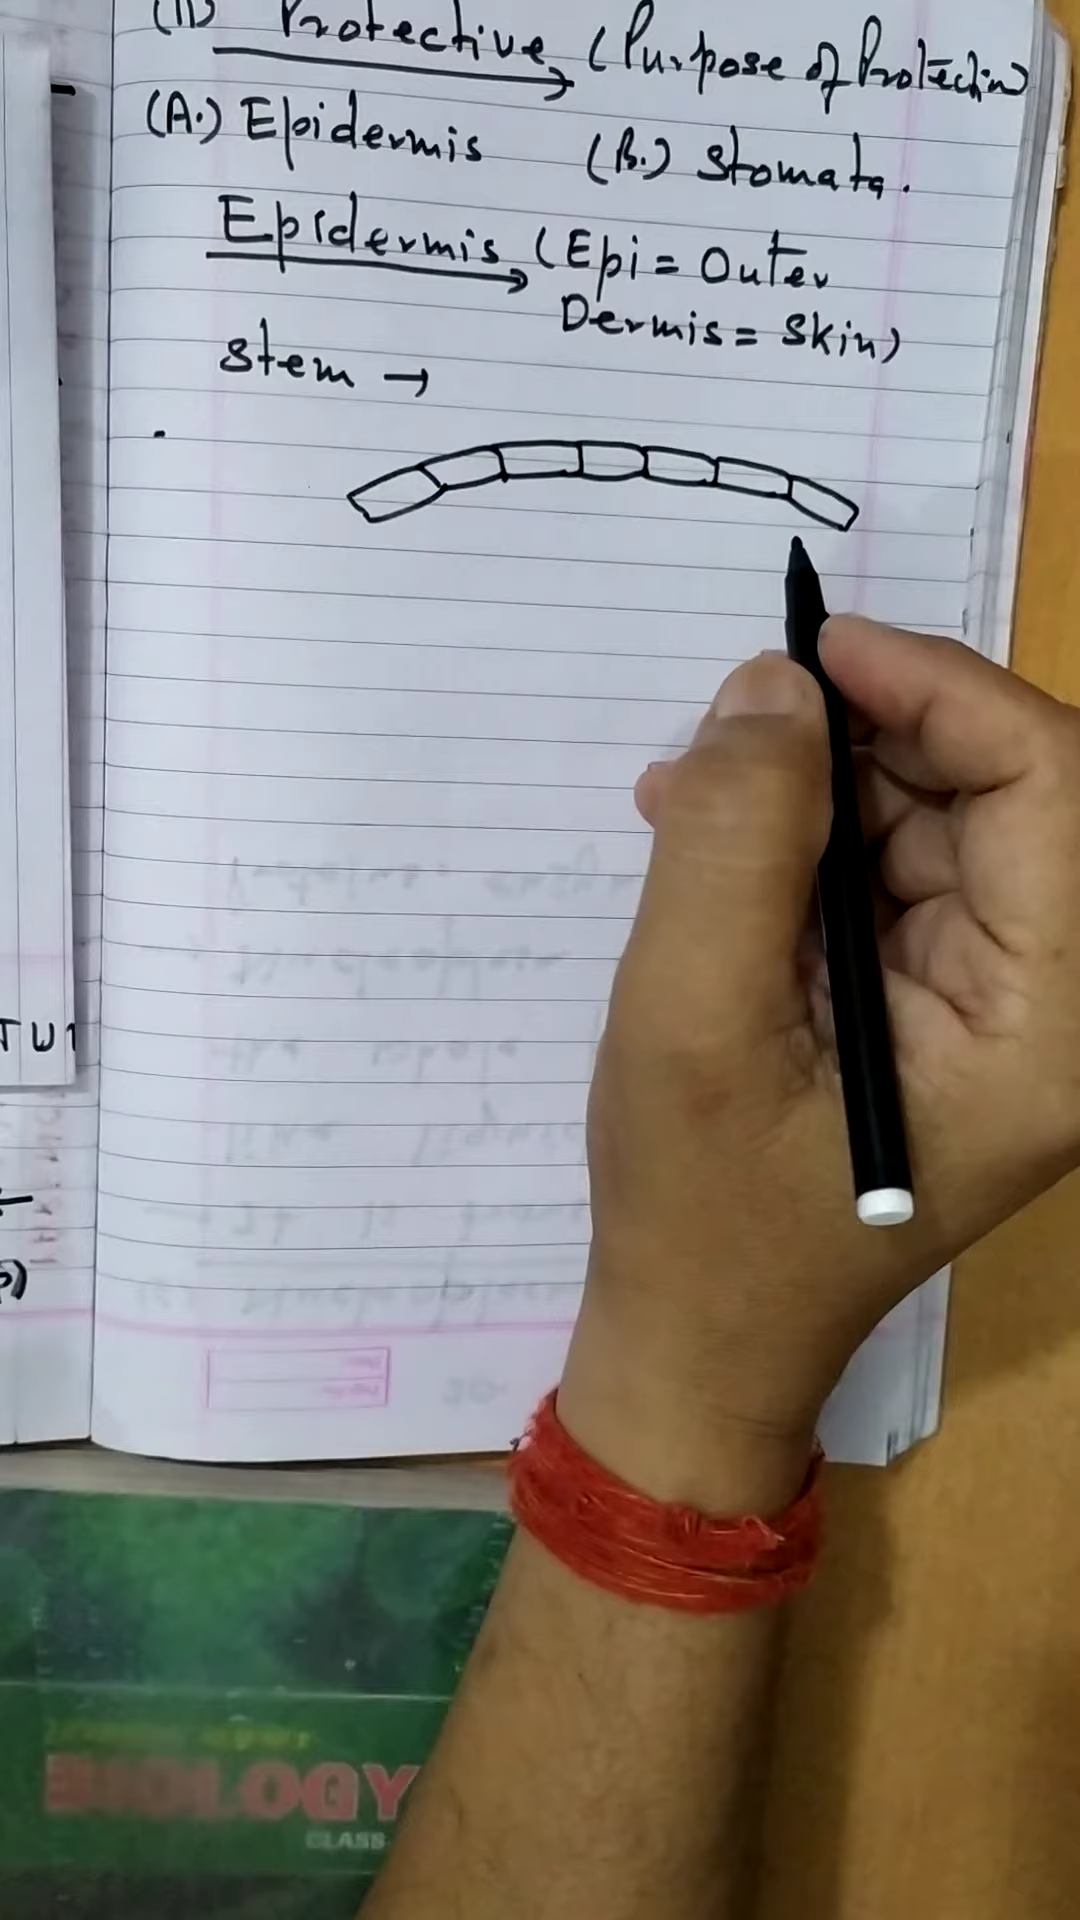 (II) Protective (Purpose of Protection
(A.) Epidermis (B.) Stomata.
Epidermis (Epi = Outer
Dermis = Skin)
Stem →
BIOLOGY
CLASS